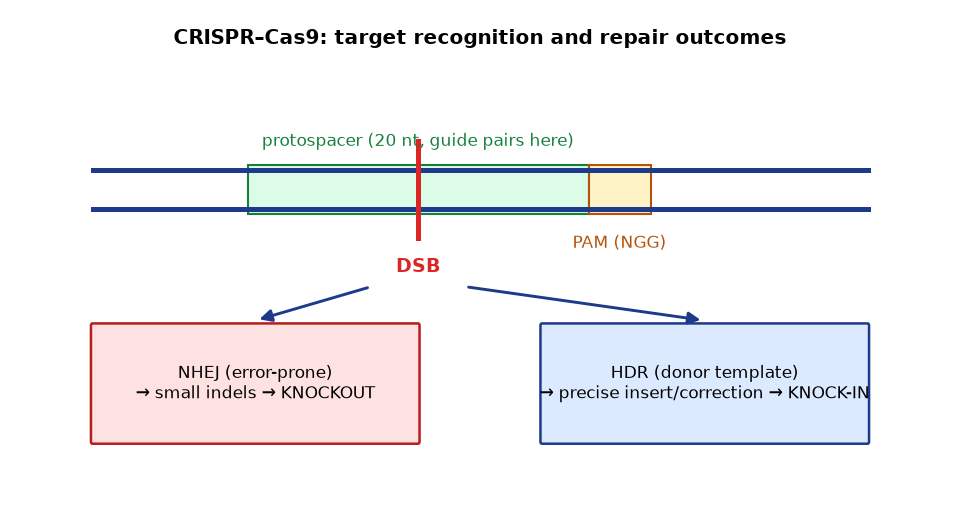 CRISPR–Cas9: target recognition and repair outcomes
protospacer (20 nt, guide pairs here)
PAM (NGG)
DSB
NHEJ (error-prone)
→ small indels → KNOCKOUT
HDR (donor template)
→ precise insert/correction → KNOCK-IN